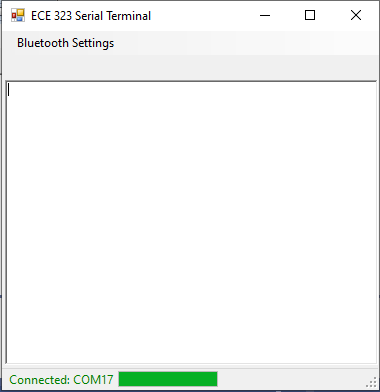 ECE 323 Serial Terminal
Bluetooth Settings
Connected: COM17